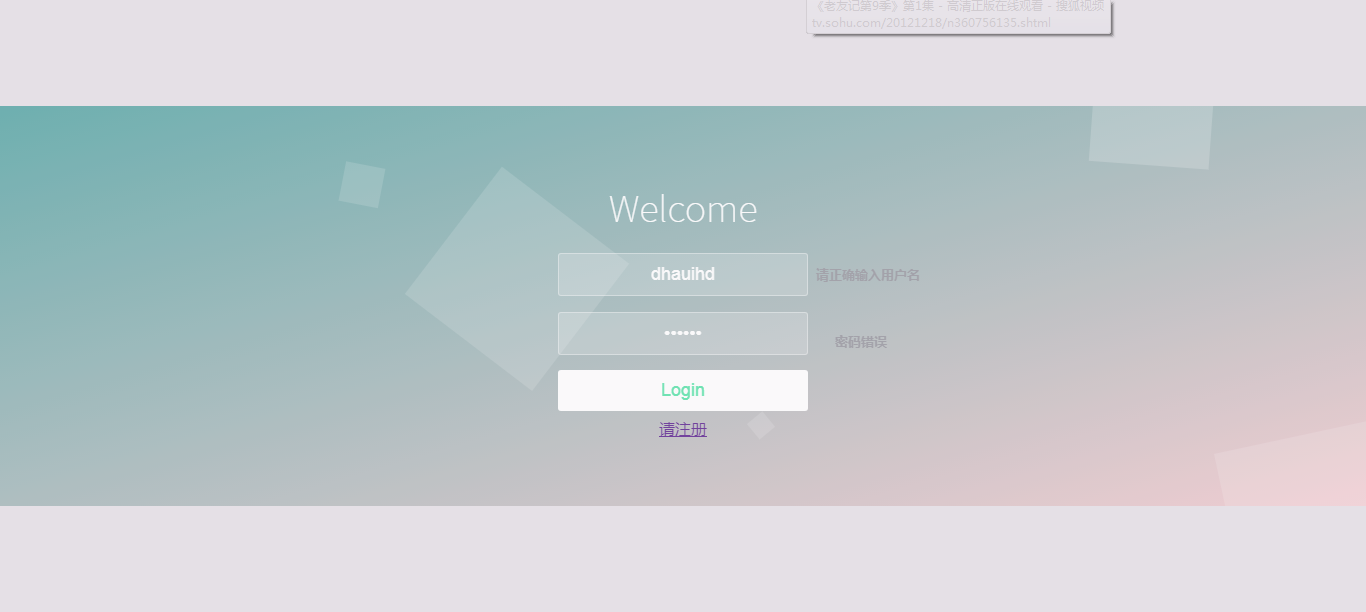 《老友记第9季》第1集 - 高清正版在线观看 - 搜狐视频
tv.sohu.com/20121218/n360756135.shtml
Welcome
dhauihd
请正确输入用户名
••••••
密码错误
Login
请注册